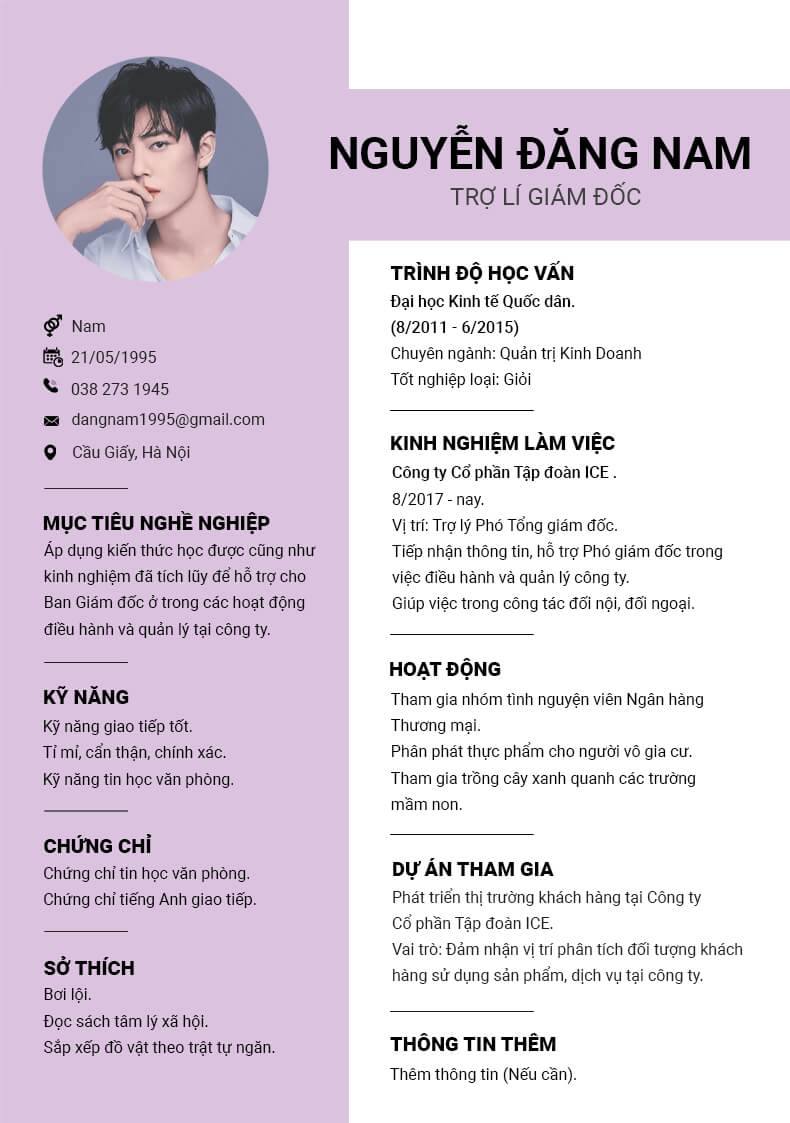 NGUYỄN ĐĂNG NAM
TRỢ LÍ GIÁM ĐỐC
Nam
21/05/1995
038 273 1945
dangnam1995@gmail.com
Cầu Giấy, Hà Nội
MỤC TIÊU NGHỀ NGHIỆP
Áp dụng kiến thức học được cũng như
kinh nghiệm đã tích lũy để hỗ trợ cho
Ban Giám đốc ở trong các hoạt động
điều hành và quản lý tại công ty.
KỸ NĂNG
Kỹ năng giao tiếp tốt.
Tỉ mỉ, cẩn thận, chính xác.
Kỹ năng tin học văn phòng.
CHỨNG CHỈ
Chứng chỉ tin học văn phòng.
Chứng chỉ tiếng Anh giao tiếp.
SỞ THÍCH
Bơi lội.
Đọc sách tâm lý xã hội.
Sắp xếp đồ vật theo trật tự ngăn.
TRÌNH ĐỘ HỌC VẤN
Đại học Kinh tế Quốc dân.
(8/2011 - 6/2015)
Chuyên ngành: Quản trị Kinh Doanh
Tốt nghiệp loại: Giỏi
KINH NGHIỆM LÀM VIỆC
Công ty Cổ phần Tập đoàn ICE .
8/2017 - nay.
Vị trí: Trợ lý Phó Tổng giám đốc.
Tiếp nhận thông tin, hỗ trợ Phó giám đốc trong
việc điều hành và quản lý công ty.
Giúp việc trong công tác đối nội, đối ngoại.
HOẠT ĐỘNG
Tham gia nhóm tình nguyện viên Ngân hàng
Thương mại.
Phân phát thực phẩm cho người vô gia cư.
Tham gia trồng cây xanh quanh các trường
mầm non.
DỰ ÁN THAM GIA
Phát triển thị trường khách hàng tại Công ty
Cổ phần Tập đoàn ICE.
Vai trò: Đảm nhận vị trí phân tích đối tượng khách
hàng sử dụng sản phẩm, dịch vụ tại công ty.
THÔNG TIN THÊM
Thêm thông tin (Nếu cần).